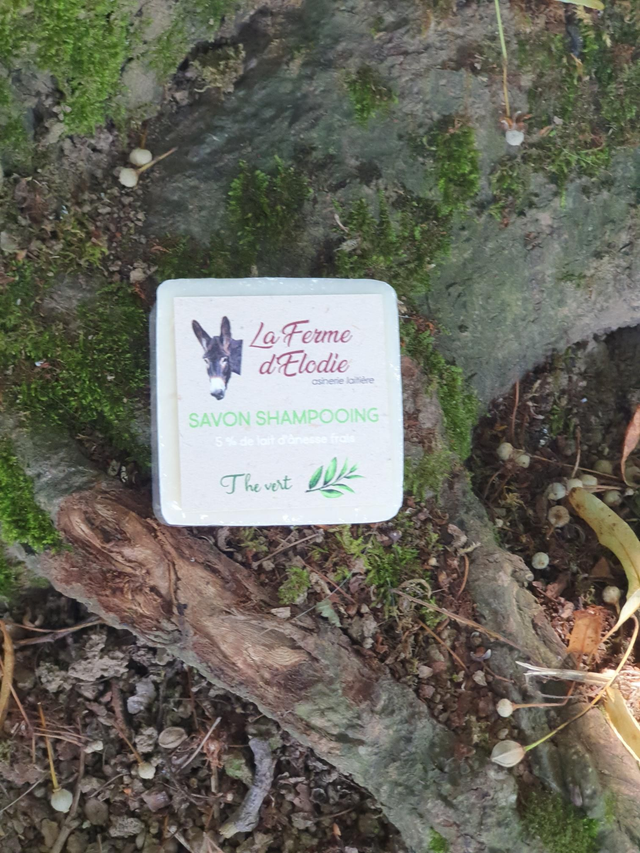 La Ferme
d'Elodie
asinerie laitière
SAVON SHAMPOOING
5 % de lait d'ânesse frais
Thé vert